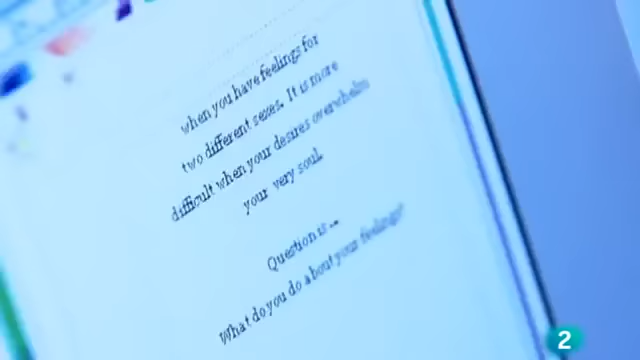 when you have feelings for
two different sexes. It is more
difficult when your desires overwhelm
your very soul.
Question is...
What do you do about your feelings?
2